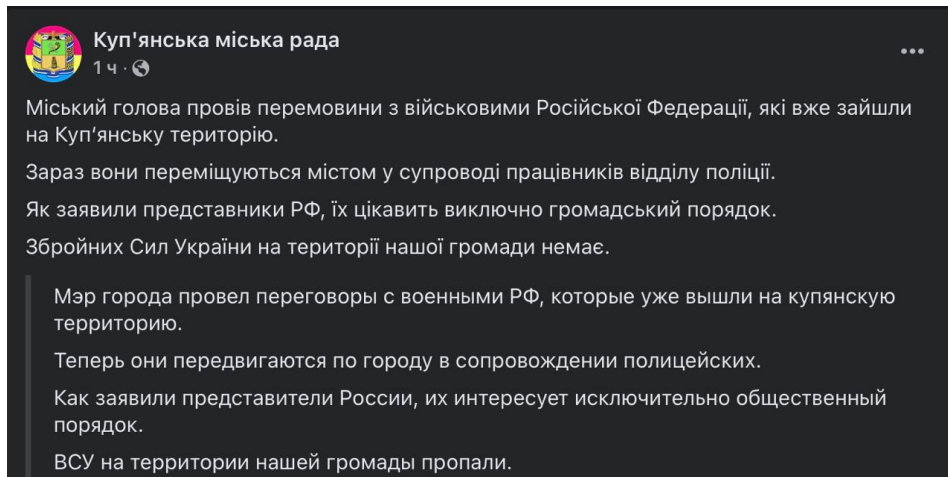 Куп'янська міська рада
1 ч ·
Міський голова провів перемовини з військовими Російської Федерації, які вже зайшли
на Куп‘янську територію.
Зараз вони переміщуються містом у супроводі працівників відділу поліції.
Як заявили представники РФ, їх цікавить виключно громадський порядок.
Збройних Сил України на території нашої громади немає.
Мэр города провел переговоры с военными РФ, которые уже вышли на купянскую
территорию.
Теперь они передвигаются по городу в сопровождении полицейских.
Как заявили представители России, их интересует исключительно общественный
порядок.
ВСУ на территории нашей громады пропали.